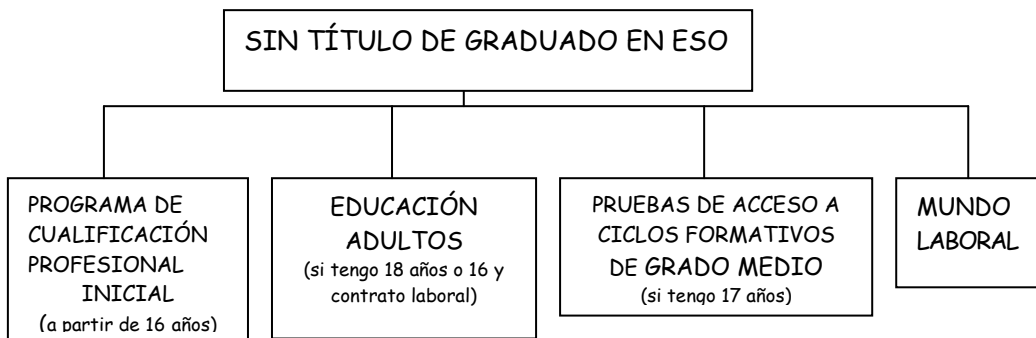 SIN TÍTULO DE GRADUADO EN ESO
PROGRAMA DE
CUALIFICACIÓN
PROFESIONAL
INICIAL
(a partir de 16 años)
EDUCACIÓN
ADULTOS
(si tengo 18 años o 16 y
contrato laboral)
PRUEBAS DE ACCESO A
CICLOS FORMATIVOS
DE GRADO MEDIO
(si tengo 17 años)
MUNDO
LABORAL